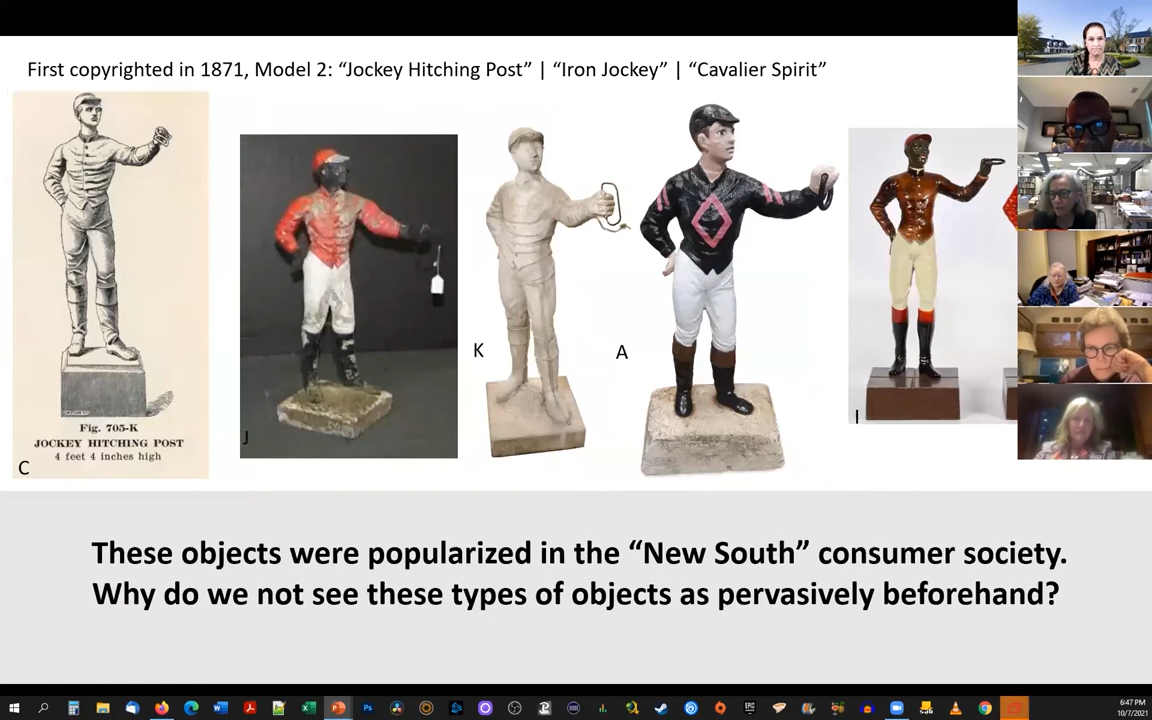 First copyrighted in 1871, Model 2: “Jockey Hitching Post” | “Iron Jockey” | “Cavalier Spirit”
Fig. 705-K
JOCKEY HITCHING POST
4 feet 4 inches high
C
J
K
A
I
These objects were popularized in the “New South” consumer society.
Why do we not see these types of objects as pervasively beforehand?
6:47 PM
10/7/2021